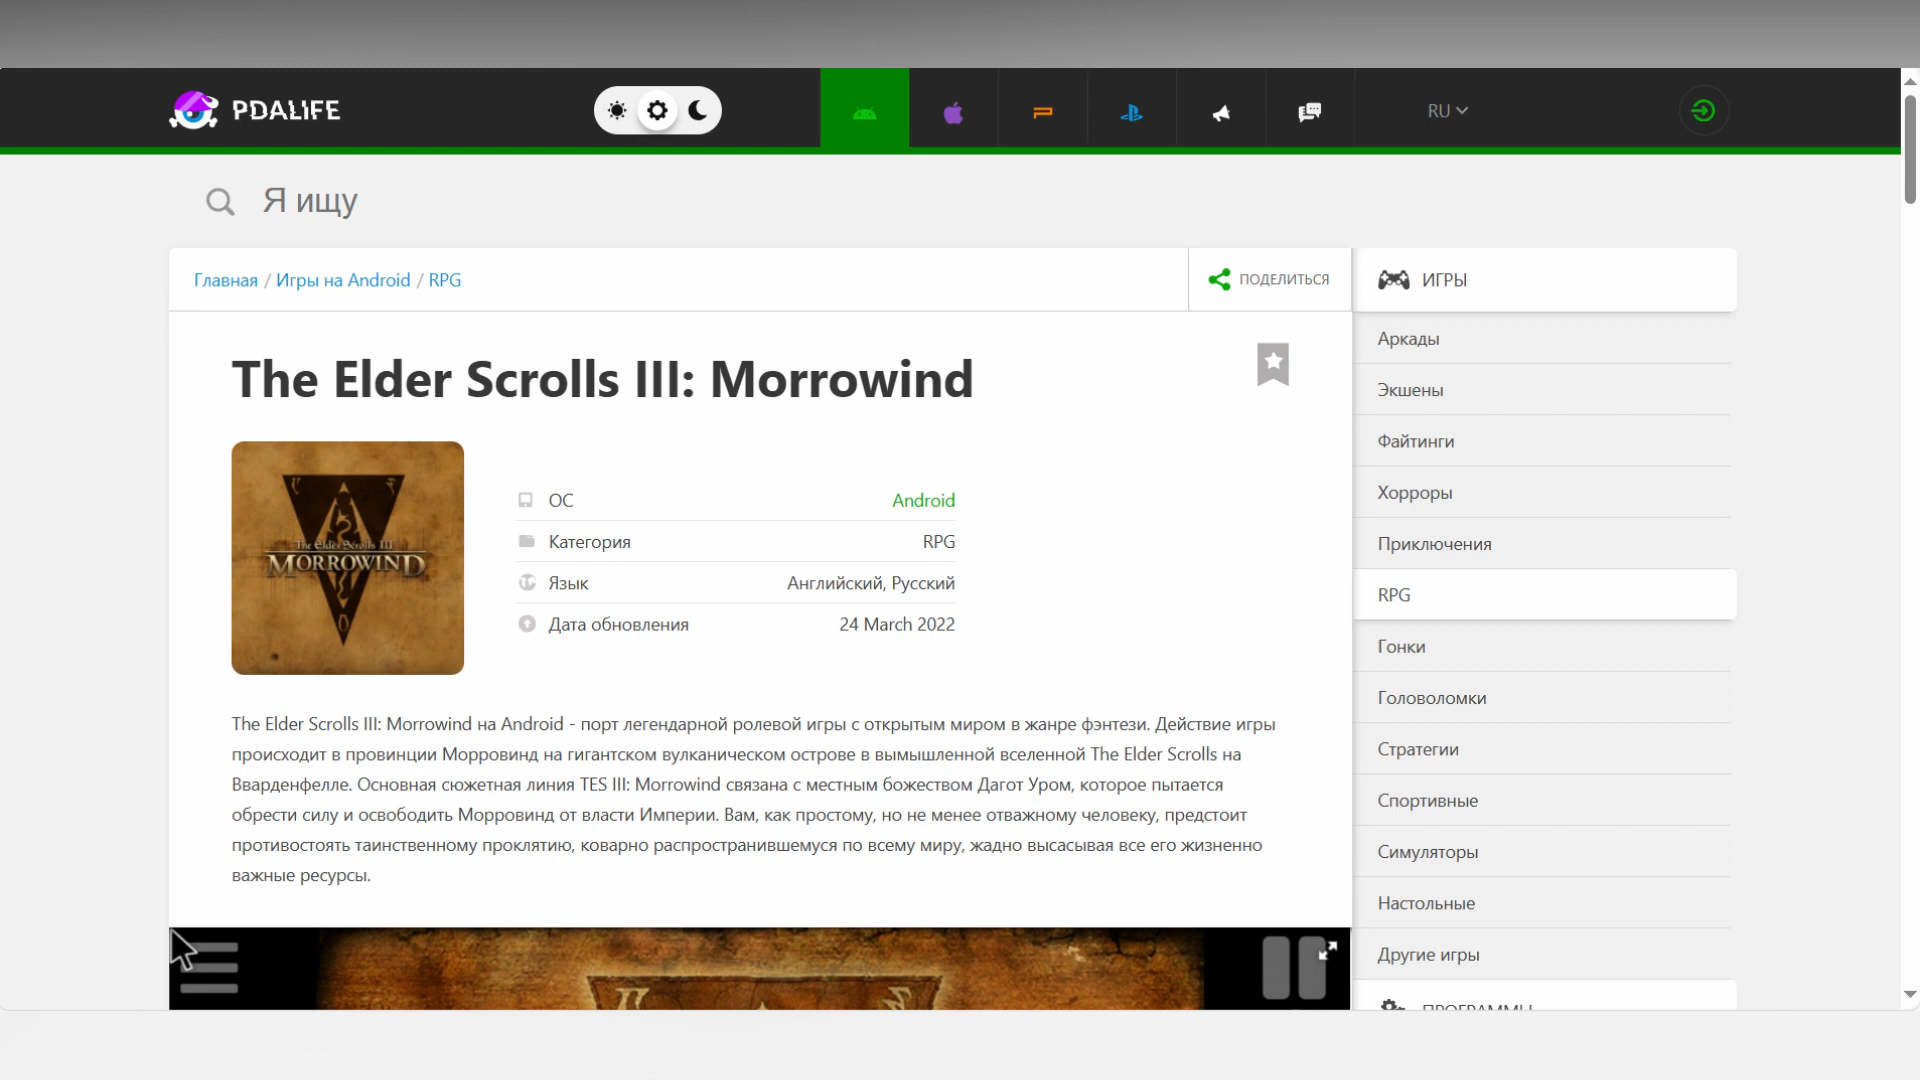 PDALIFE
RU
Я ищу
Главная / Игры на Android / RPG
ПОДЕЛИТЬСЯ
The Elder Scrolls III: Morrowind
The Elder Scrolls III
MORROWIND
ОС Android
Категория RPG
Язык Английский, Русский
Дата обновления 24 March 2022
The Elder Scrolls III: Morrowind на Android - порт легендарной ролевой игры с открытым миром в жанре фэнтези. Действие игры
происходит в провинции Морровинд на гигантском вулканическом острове в вымышленной вселенной The Elder Scrolls на
Вварденфелле. Основная сюжетная линия TES III: Morrowind связана с местным божеством Дагот Уром, которое пытается
обрести силу и освободить Морровинд от власти Империи. Вам, как простому, но не менее отважному человеку, предстоит
противостоять таинственному проклятию, коварно распространившемуся по всему миру, жадно высасывая все его жизненно
важные ресурсы.
ИГРЫ
Аркады
Экшены
Файтинги
Хорроры
Приключения
RPG
Гонки
Головоломки
Стратегии
Спортивные
Симуляторы
Настольные
Другие игры
ПРОГРАММЫ